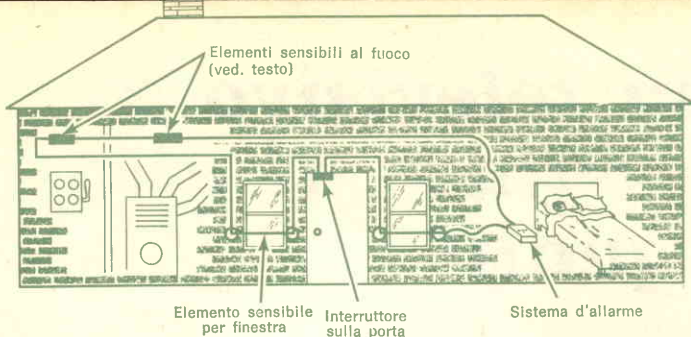 Elementi sensibili al fuoco
(ved. testo)
Elemento sensibile
per finestra
Interruttore
sulla porta
Sistema d'allarme